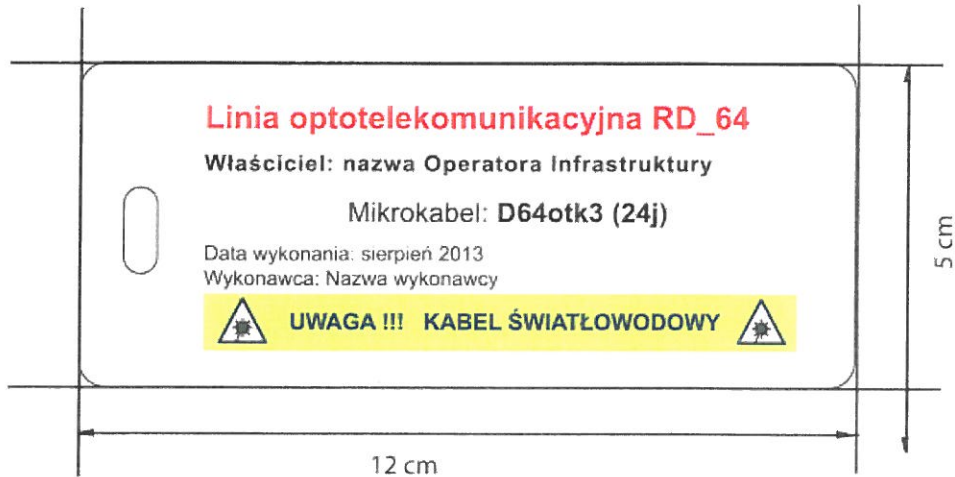 Linia optotelekomunikacyjna RD_64
Właściciel: nazwa Operatora Infrastruktury
Mikrokabel: D64otk3 (24j)
Data wykonania: sierpień 2013
Wykonawca: Nazwa wykonawcy
UWAGA !!! KABEL ŚWIATŁOWODOWY
5 cm
12 cm